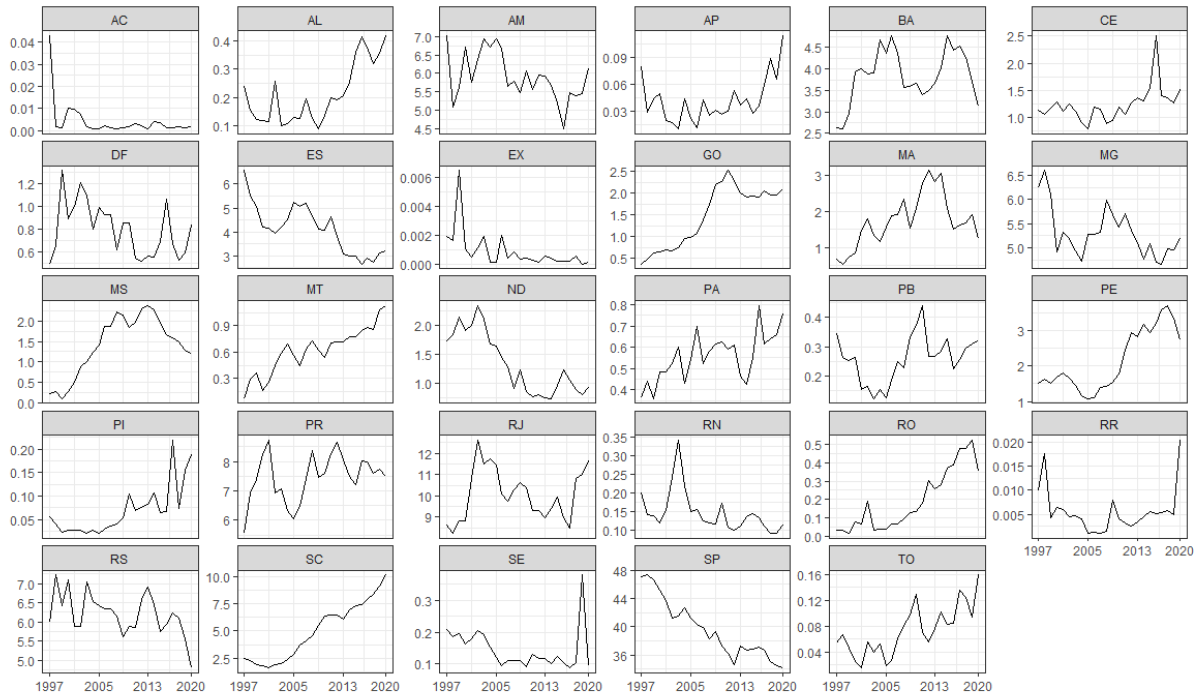 AC AL AM AP BA CE
0.04 0.03 0.02 0.01 0.00
0.4 0.3 0.2 0.1
7.0 6.5 6.0 5.5 5.0 4.5
0.09 0.06 0.03
4.5 4.0 3.5 3.0 2.5
2.5 2.0 1.5 1.0
DF ES EX GO MA MG
1.2 1.0 0.8 0.6
6 5 4 3
0.006 0.004 0.002 0.000
2.5 2.0 1.5 1.0 0.5
3 2 1
6.5 6.0 5.5 5.0
MS MT ND PA PB PE
2.0 1.5 1.0 0.5 0.0
0.9 0.6 0.3
2.0 1.5 1.0
0.8 0.7 0.6 0.5 0.4
0.4 0.3 0.2
3 2 1
PI PR RJ RN RO RR
0.20 0.15 0.10 0.05
8 7 6
12 11 10 9
0.35 0.30 0.25 0.20 0.15 0.10
0.5 0.4 0.3 0.2 0.1 0.0
0.020 0.015 0.010 0.005
1997 2005 2013 2020
RS SC SE SP TO
7.0 6.5 6.0 5.5 5.0
10.0 7.5 5.0 2.5
0.3 0.2 0.1
48 44 40 36
0.16 0.12 0.08 0.04
1997 2005 2013 2020
1997 2005 2013 2020
1997 2005 2013 2020
1997 2005 2013 2020
1997 2005 2013 2020